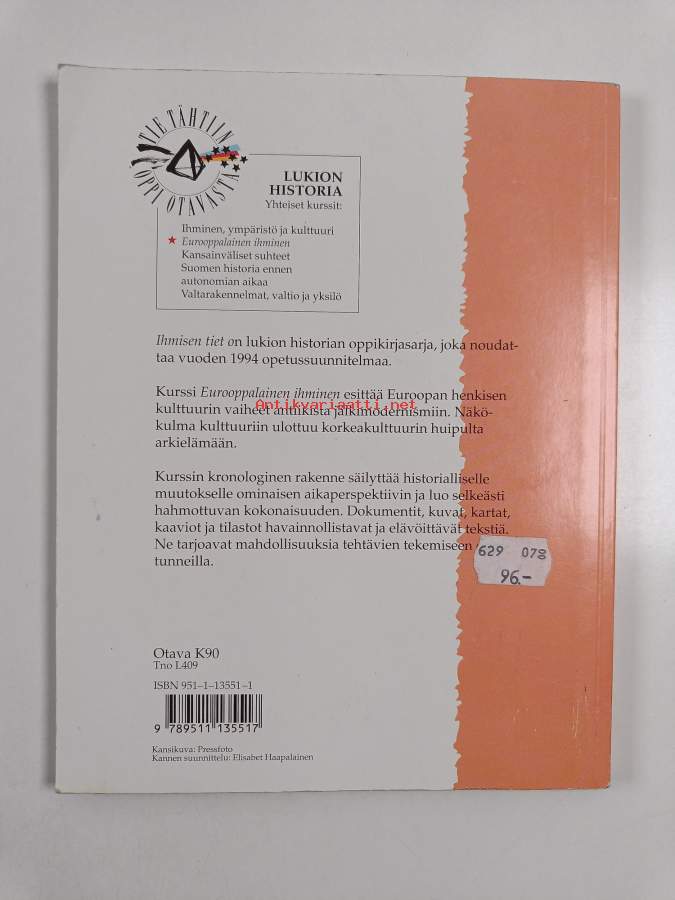 TIE TÄHTIIN
OPPI OTAVASTA
LUKION
HISTORIA
Yhteiset kurssit:
Ihminen, ympäristö ja kulttuuri
★ Eurooppalainen ihminen
Kansainväliset suhteet
Suomen historia ennen
autonomian aikaa
Valtarakennelmat, valtio ja yksilö
Ihmisen tiet on lukion historian oppikirjasarja, joka noudat-
taa vuoden 1994 opetussuunnitelmaa.
Kurssi Eurooppalainen ihminen esittää Euroopan henkisen
Antikvariaatti.net
kulttuurin vaiheet antiikista jälkimodernismiin. Näkö-
kulma kulttuuriin ulottuu korkeakulttuurin huipulta
arkielämään.
Kurssin kronologinen rakenne säilyttää historialliselle
muutokselle ominaisen aikaperspektiivin ja luo selkeästi
hahmottuvan kokonaisuuden. Dokumentit, kuvat, kartat,
kaaviot ja tilastot havainnollistavat ja elävöittävät tekstiä.
Ne tarjoavat mahdollisuuksia tehtävien tekemiseen
tunneilla.
629 078
96.-
Otava K90
Tno L409
ISBN 951-1-13551-1
9 789511 135517
Kansikuva: Pressfoto
Kannen suunnittelu: Elisabet Haapalainen